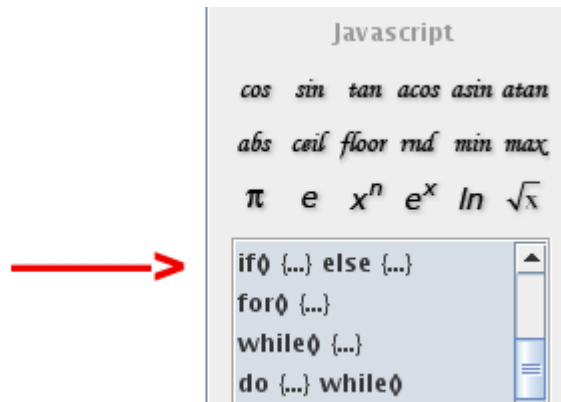 Javascript
cos sin tan acos asin atan
abs ceil floor rnd min max
π e xⁿ eˣ ln √x
if() {...} else {...}
for() {...}
while() {...}
do {...} while()